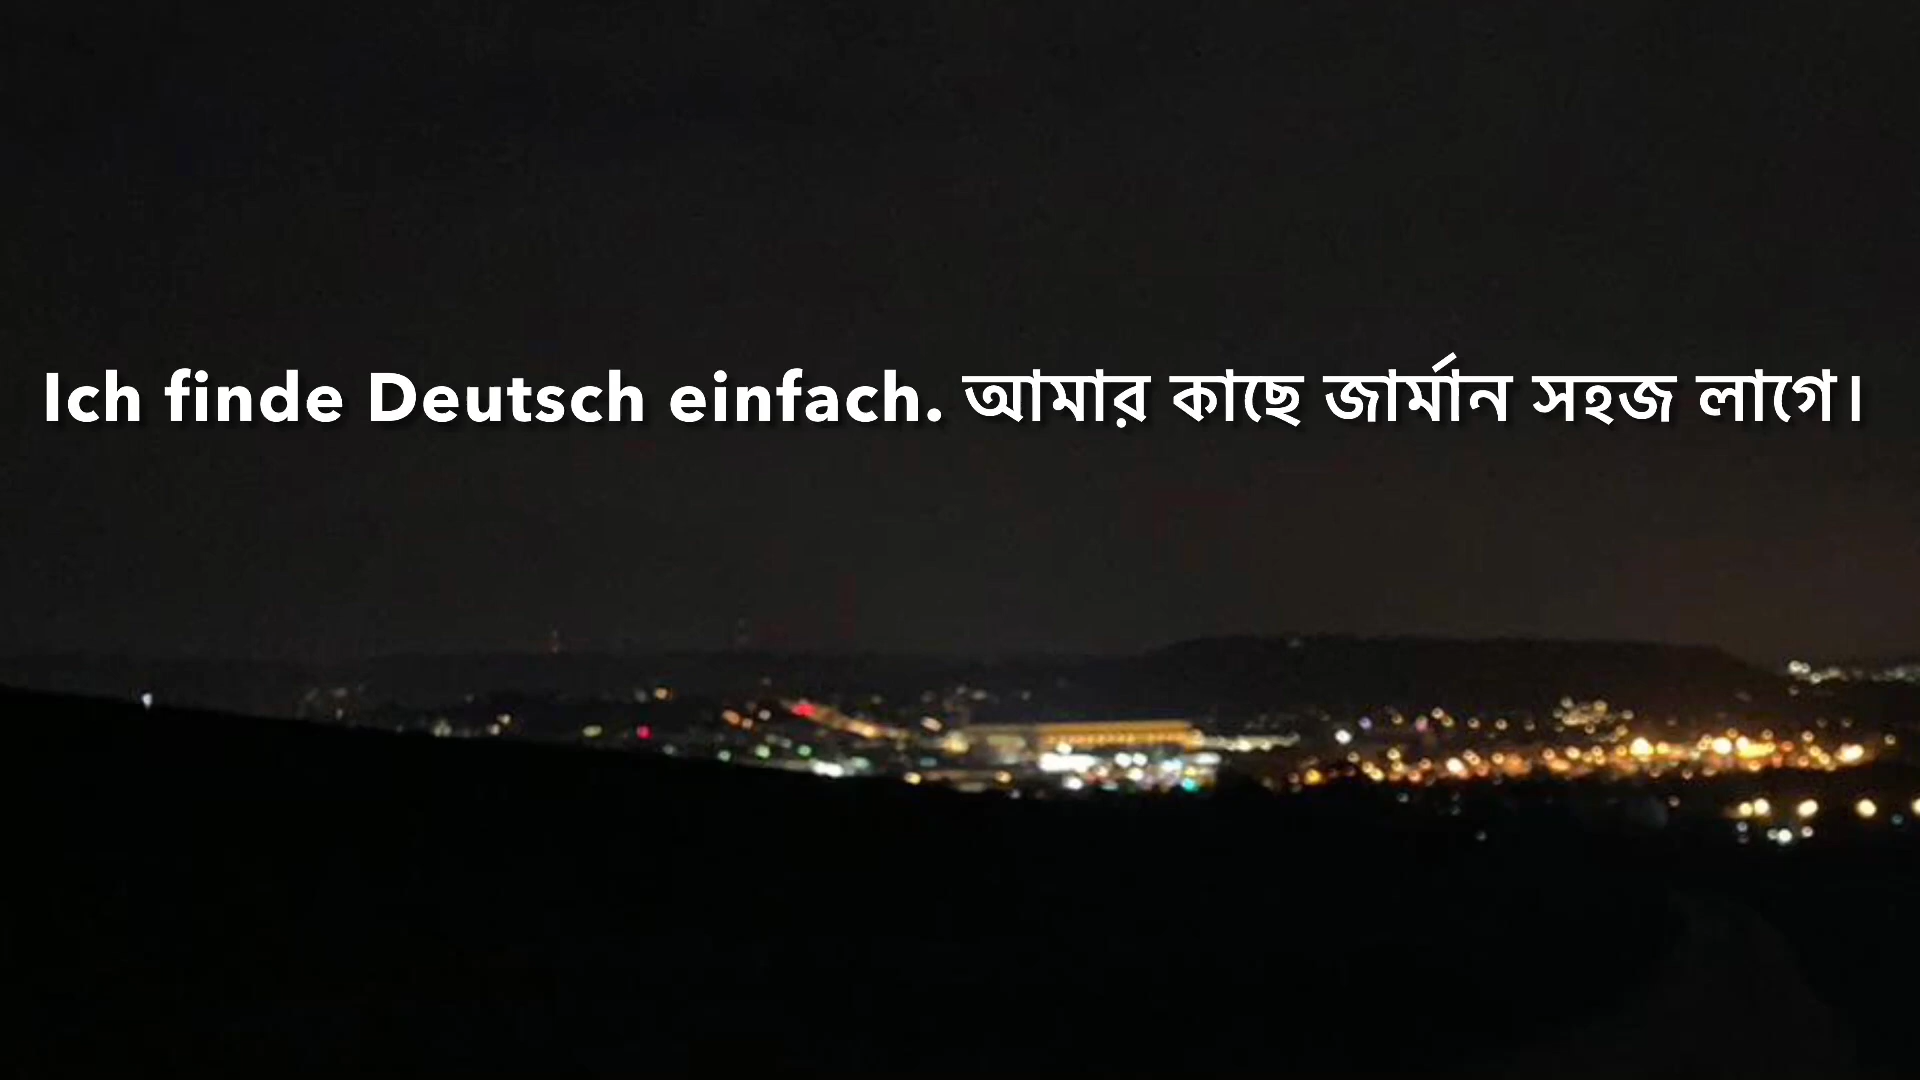 Ich finde Deutsch einfach. আমার কাছে জার্মান সহজ লাগে।